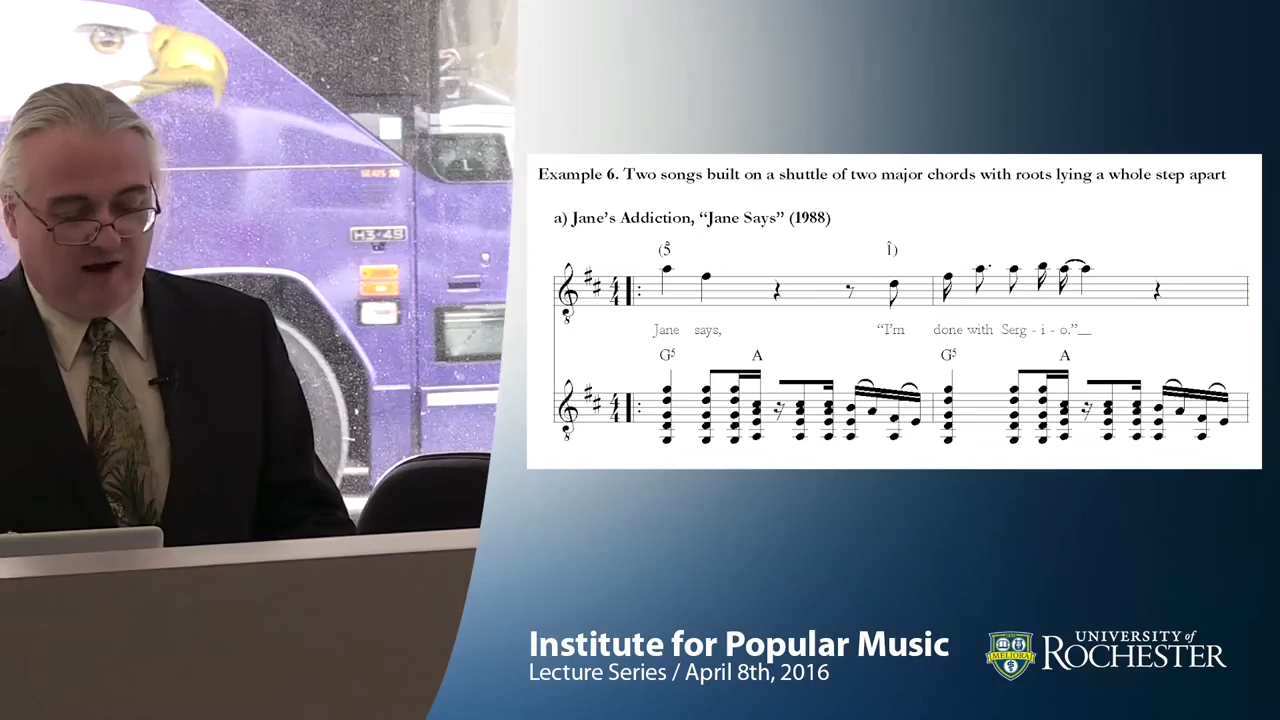 Example 6. Two songs built on a shuttle of two major chords with roots lying a whole step apart
a) Jane's Addiction, “Jane Says” (1988)
(5̂ 1̂)
Jane says, “I'm done with Serg - i - o.”
G5 A G5 A
H3-45
Institute for Popular Music
Lecture Series / April 8th, 2016
MELIORA
UNIVERSITY of
ROCHESTER